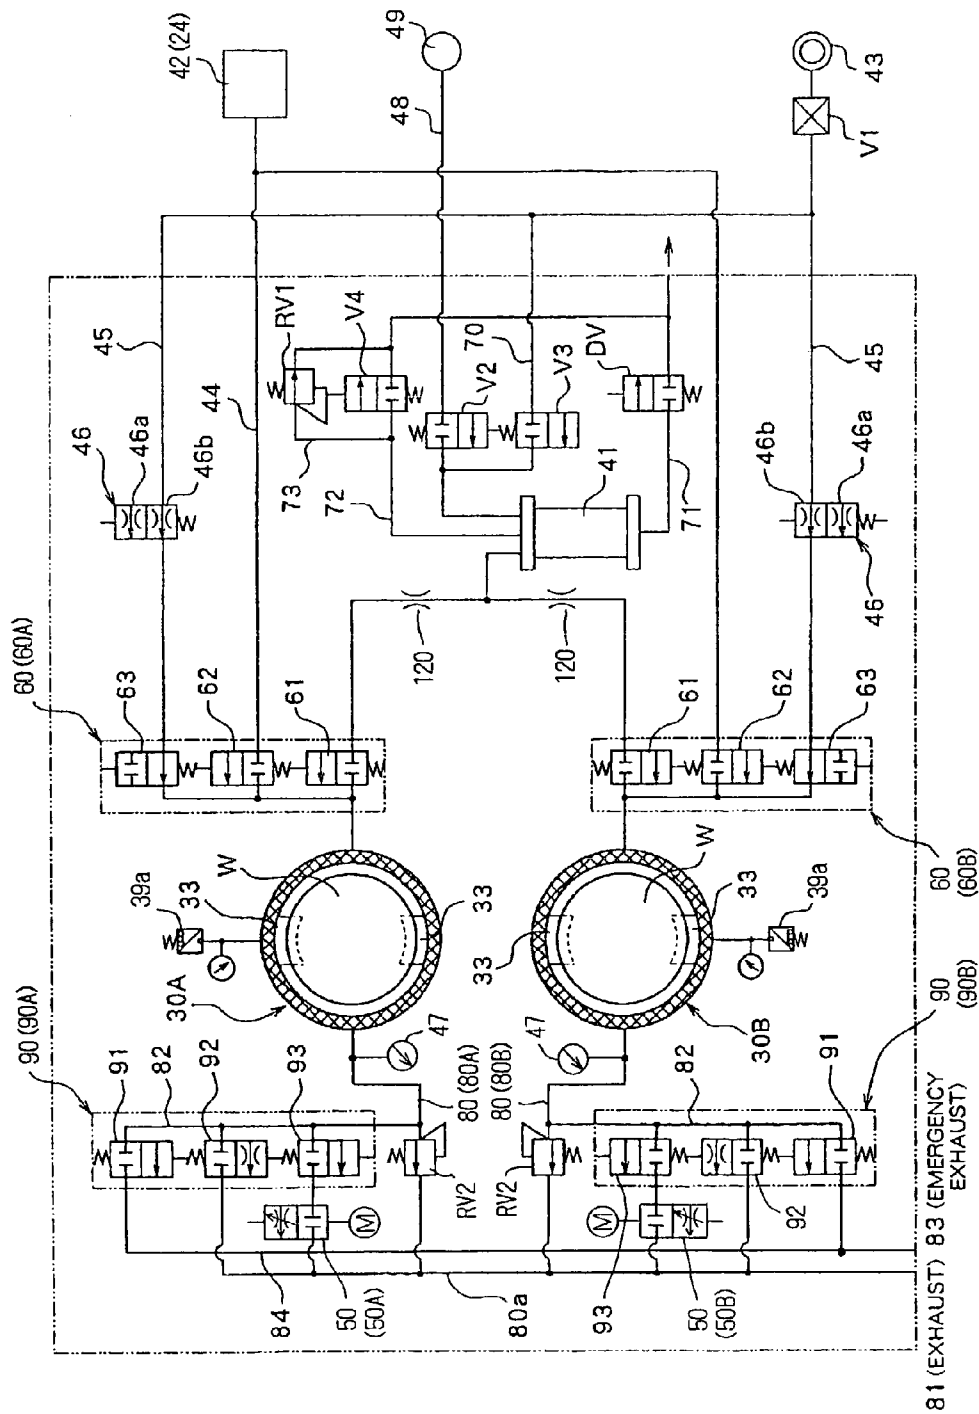 90 (90A)
60 (60A)
45
46
91
63
46a
39a
82
33
42 (24)
30A
92
62
46b
44
W
84
93
61
73
RV1
72
V4
50
(50A)
47
49
48
120
RV2
80 (80A)
33
V2
70
80a
80 (80B)
RV2
33
120
V3
41
47
DV
93
50
(50B)
82
61
71
W
33
30B
92
62
46b
91
39a
63
46a
46
45
V1
43
81 (EXHAUST)
83 (EMERGENCY
EXHAUST)
90
(90B)
60
(60B)
M
M